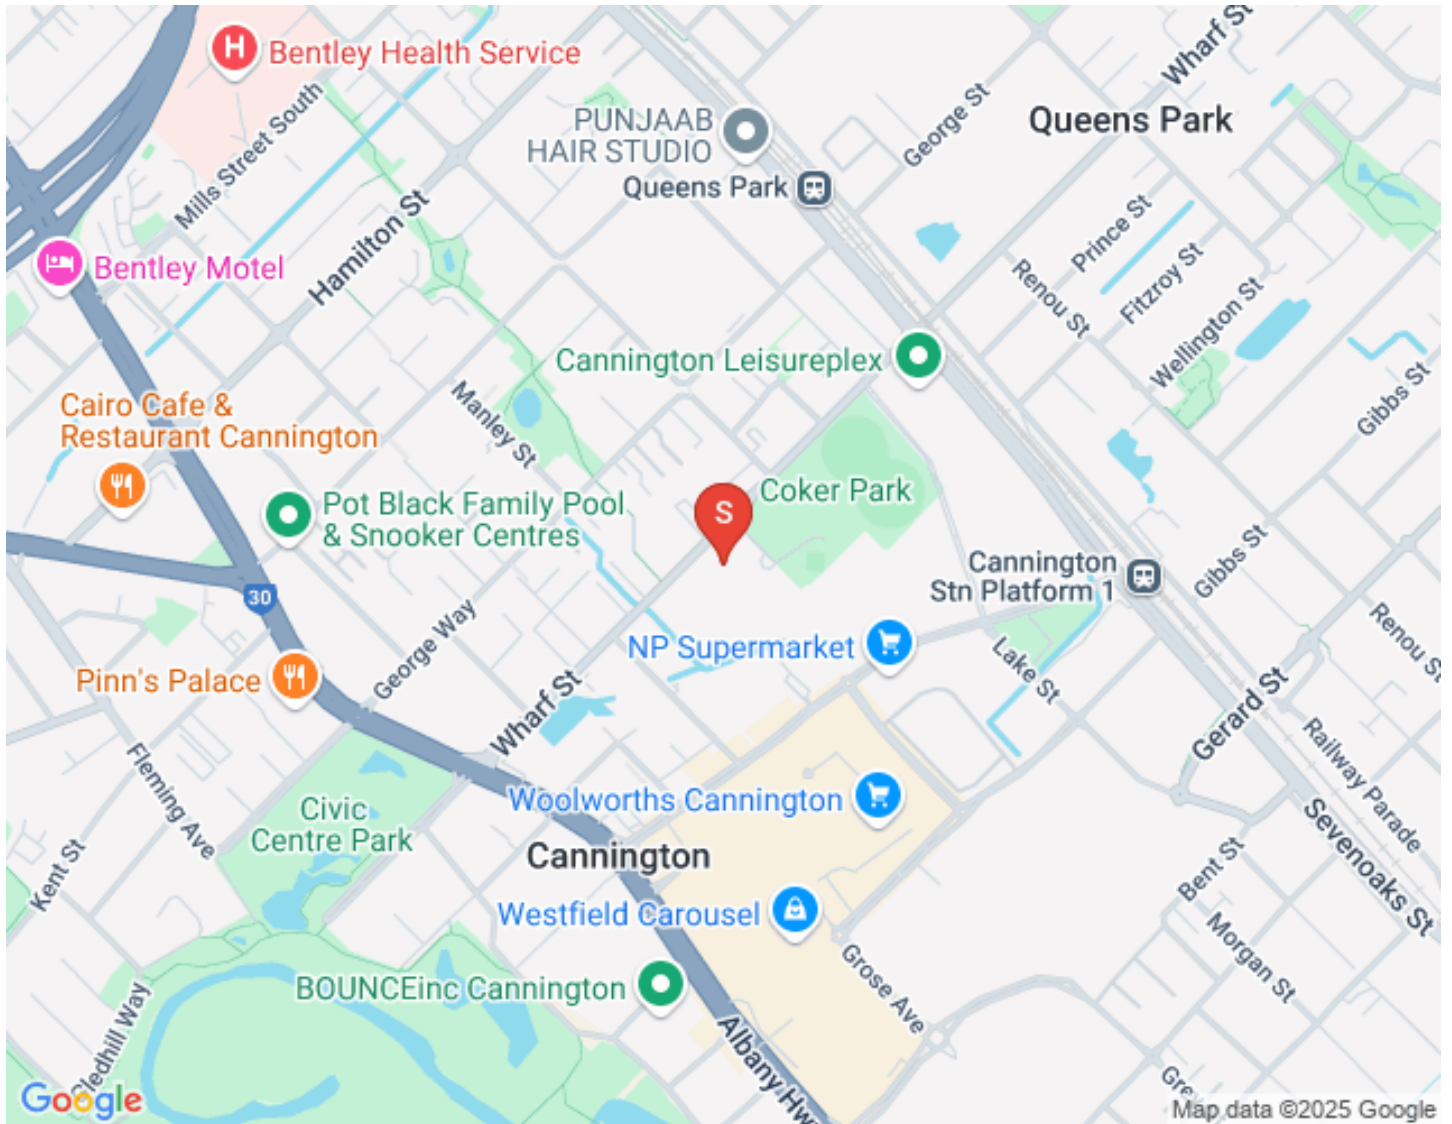 Bentley Health Service
Wharf St
Mills Street South
PUNJAAB
HAIR STUDIO
George St
Queens Park
Queens Park
Hamilton St
Prince St
Bentley Motel
Renou St
Fitzroy St
Wellington St
Cannington Leisureplex
Gibbs St
Cairo Cafe &
Restaurant Cannington
Manley St
S
Coker Park
Pot Black Family Pool
& Snooker Centres
Cannington
Stn Platform 1
Gibbs St
30
George Way
NP Supermarket
Lake St
Renou St
Pinn's Palace
Wharf St
Gerard St
Fleming Ave
Railway Parade
Woolworths Cannington
Civic
Centre Park
Sevenoaks St
Cannington
Kent St
Bent St
Westfield Carousel
Morgan St
Grose Ave
BOUNCEinc Cannington
Gledhill Way
Albany Hw
Gre
Google
Map data ©2025 Google